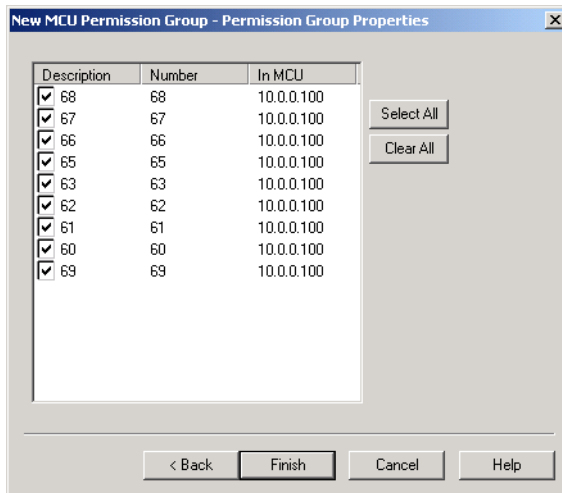 New MCU Permission Group - Permission Group Properties
Description Number In MCU
68 68 10.0.0.100
67 67 10.0.0.100
66 66 10.0.0.100
65 65 10.0.0.100
63 63 10.0.0.100
62 62 10.0.0.100
61 61 10.0.0.100
60 60 10.0.0.100
69 69 10.0.0.100
Select All
Clear All
< Back Finish Cancel Help